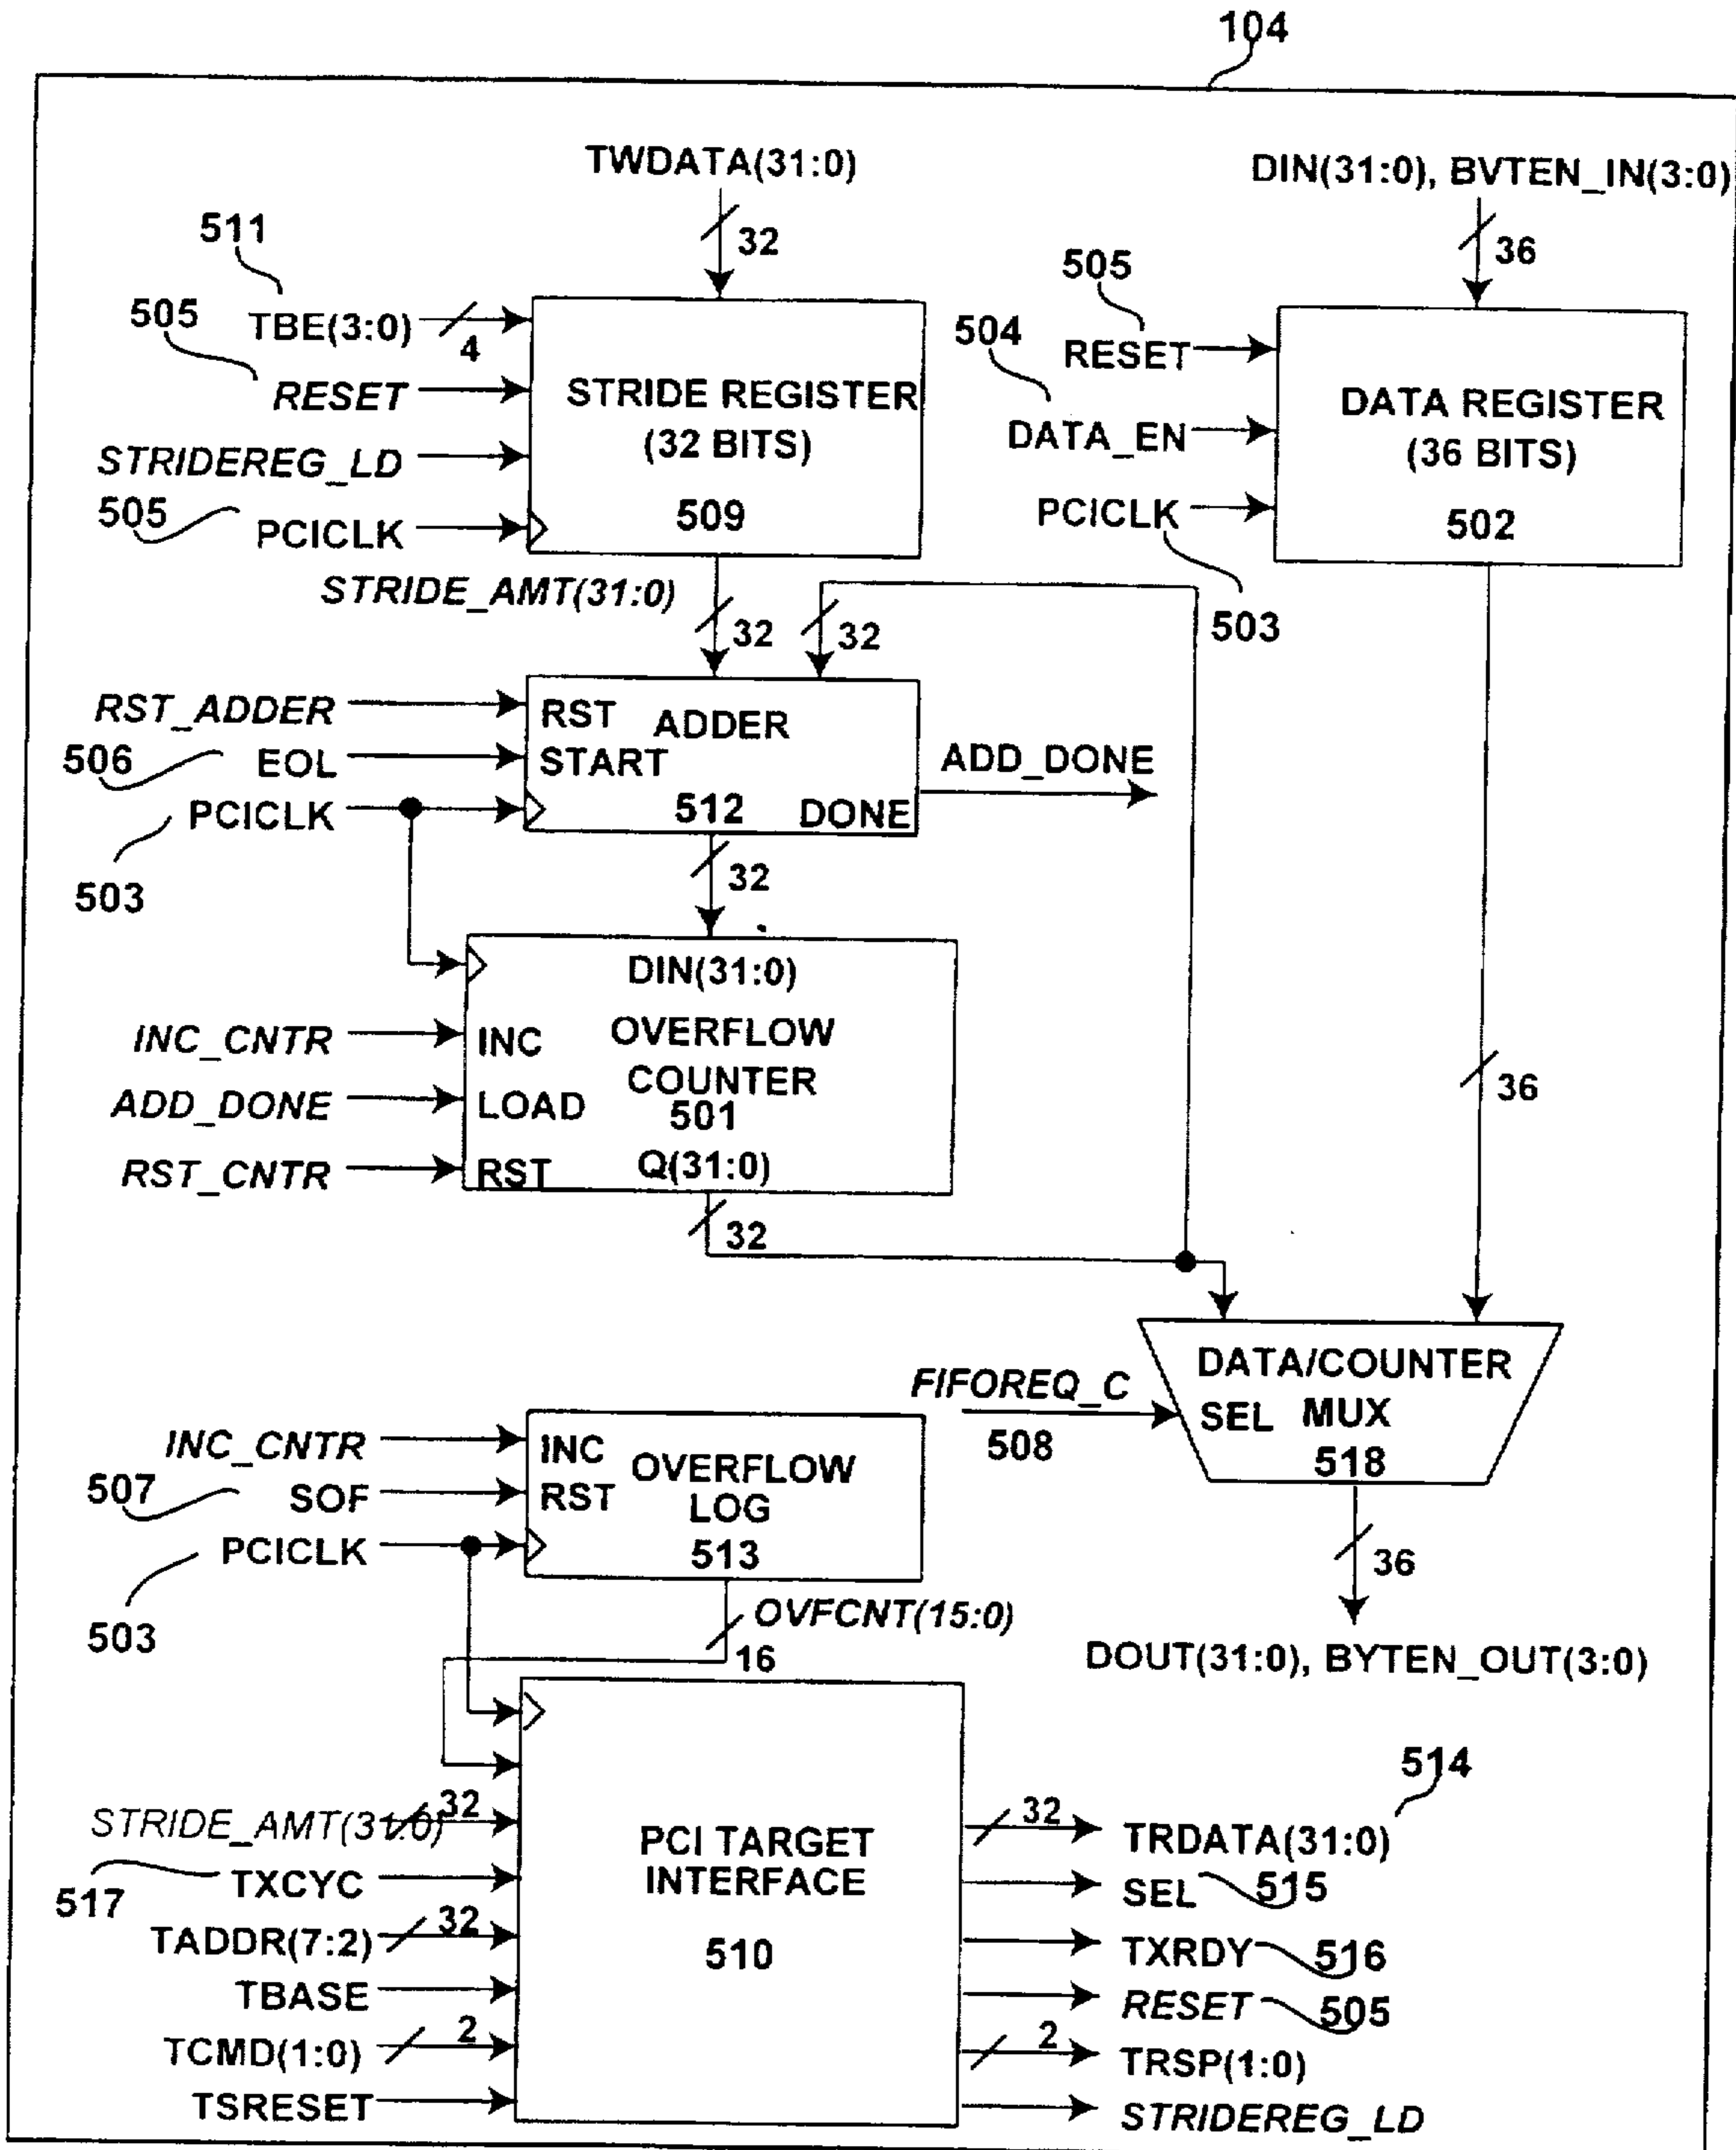 104
TWDATA(31:0)
DIN(31:0), BVTEN_IN(3:0)
32
36
511
TBE(3:0)
4
505
RESET
STRIDEREG_LD
505
PCICLK
STRIDE REGISTER
(32 BITS)
509
505
RESET
504
DATA_EN
PCICLK
503
DATA REGISTER
(36 BITS)
502
STRIDE_AMT(31:0)
32
32
RST_ADDER
506
EOL
PCICLK
503
RST
ADDER
START
512
DONE
ADD_DONE
32
DIN(31:0)
INC_CNTR
INC
OVERFLOW
COUNTER
ADD_DONE
LOAD
501
RST_CNTR
RST
Q(31:0)
32
36
FIFOREQ_C
508
DATA/COUNTER
SEL MUX
518
36
DOUT(31:0), BYTEN_OUT(3:0)
INC_CNTR
507
SOF
PCICLK
503
INC
RST
OVERFLOW
LOG
513
OVFCNT(15:0)
16
STRIDE_AMT(31:0)
32
517
TXCYC
TADDR(7:2)
32
TBASE
TCMD(1:0)
2
TSRESET
PCI TARGET
INTERFACE
510
514
32
TRDATA(31:0)
SEL
515
TXRDY
516
RESET
505
2
TRSP(1:0)
STRIDEREG_LD